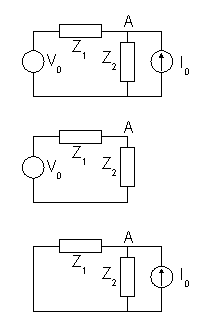 A
V₀ Z₁ Z₂ I₀
A
V₀ Z₁ Z₂
A
Z₁ Z₂ I₀